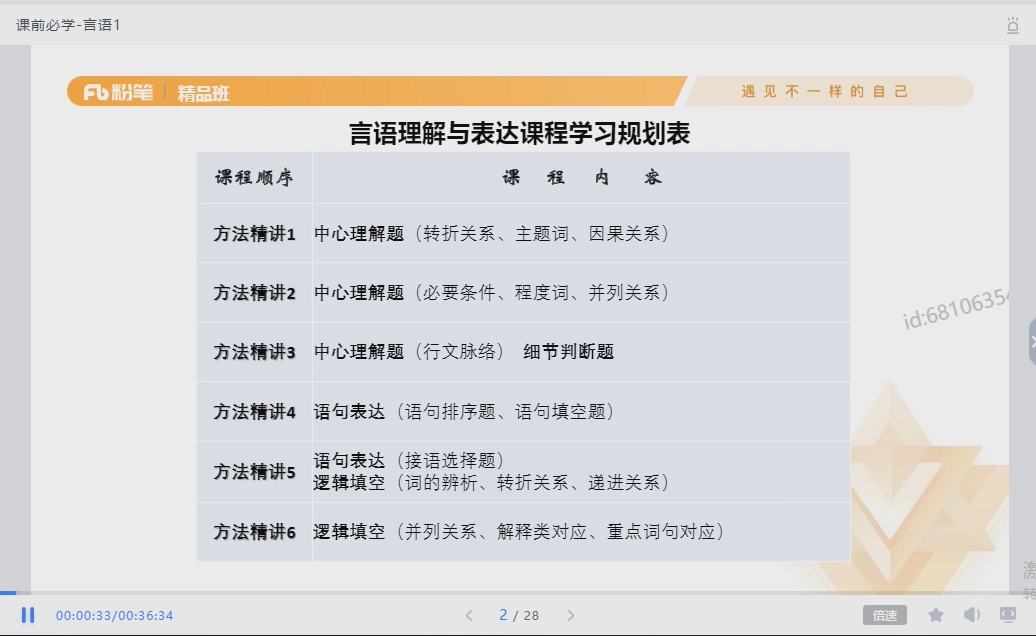 课前必学-言语1
粉笔 精品班
遇见不一样的自己
言语理解与表达课程学习规划表
课程顺序 课程内容
方法精讲1 中心理解题（转折关系、主题词、因果关系）
方法精讲2 中心理解题（必要条件、程度词、并列关系）
方法精讲3 中心理解题（行文脉络） 细节判断题
方法精讲4 语句表达（语句排序题、语句填空题）
方法精讲5 语句表达（接语选择题）
逻辑填空（词的辨析、转折关系、递进关系）
方法精讲6 逻辑填空（并列关系、解释类对应、重点词句对应）
id:6810635
00:00:33/00:36:34
2 / 28
倍速